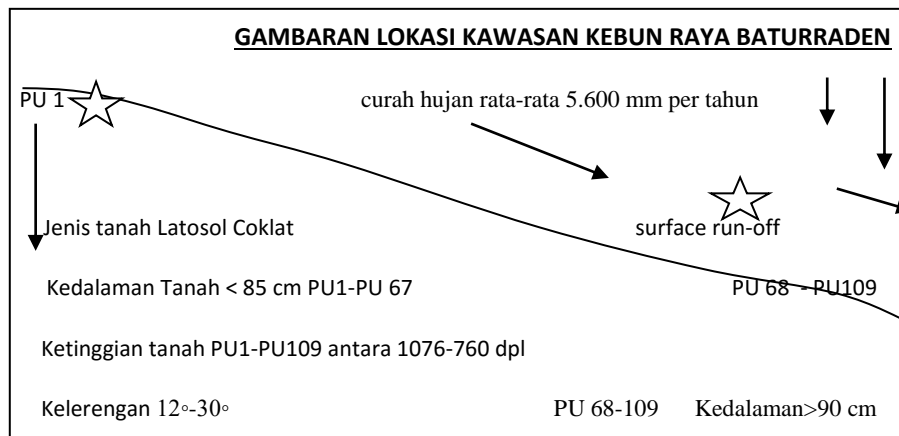 GAMBARAN LOKASI KAWASAN KEBUN RAYA BATURRADEN
PU 1 curah hujan rata-rata 5.600 mm per tahun
Jenis tanah Latosol Coklat surface run-off
Kedalaman Tanah < 85 cm PU1-PU 67 PU 68 - PU109
Ketinggian tanah PU1-PU109 antara 1076-760 dpl
Kelerengan 12◦-30◦ PU 68-109 Kedalaman>90 cm